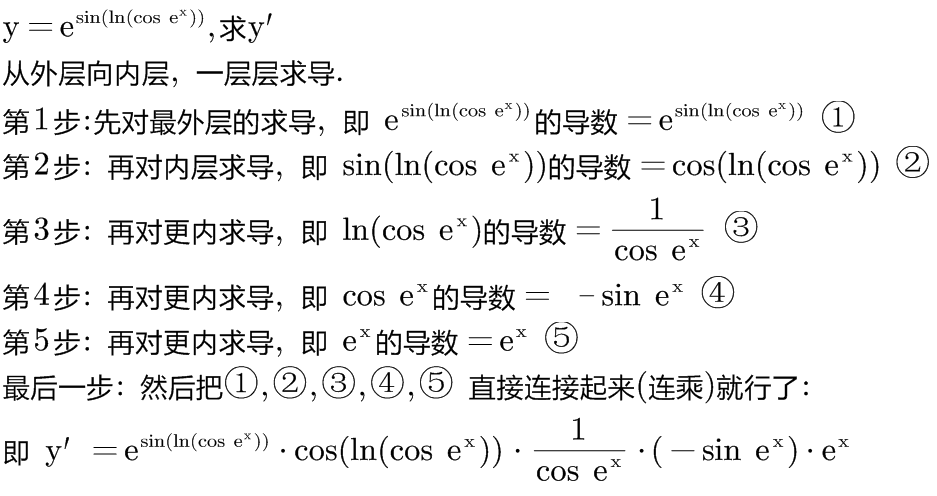 y=e^{sin(ln(cos e^x))},求y′
从外层向内层，一层层求导.
第1步:先对最外层的求导，即 e^{sin(ln(cos e^x))}的导数=e^{sin(ln(cos e^x))} ①
第2步：再对内层求导，即 sin(ln(cos e^x))的导数=cos(ln(cos e^x)) ②
第3步：再对更内求导，即 ln(cos e^x)的导数=\frac{1}{cos e^x} ③
第4步：再对更内求导，即 cos e^x的导数= -sin e^x ④
第5步：再对更内求导，即 e^x的导数=e^x ⑤
最后一步：然后把①,②,③,④,⑤ 直接连接起来(连乘)就行了：
即 y′ =e^{sin(ln(cos e^x))}·cos(ln(cos e^x))·\frac{1}{cos e^x}·(-sin e^x)·e^x